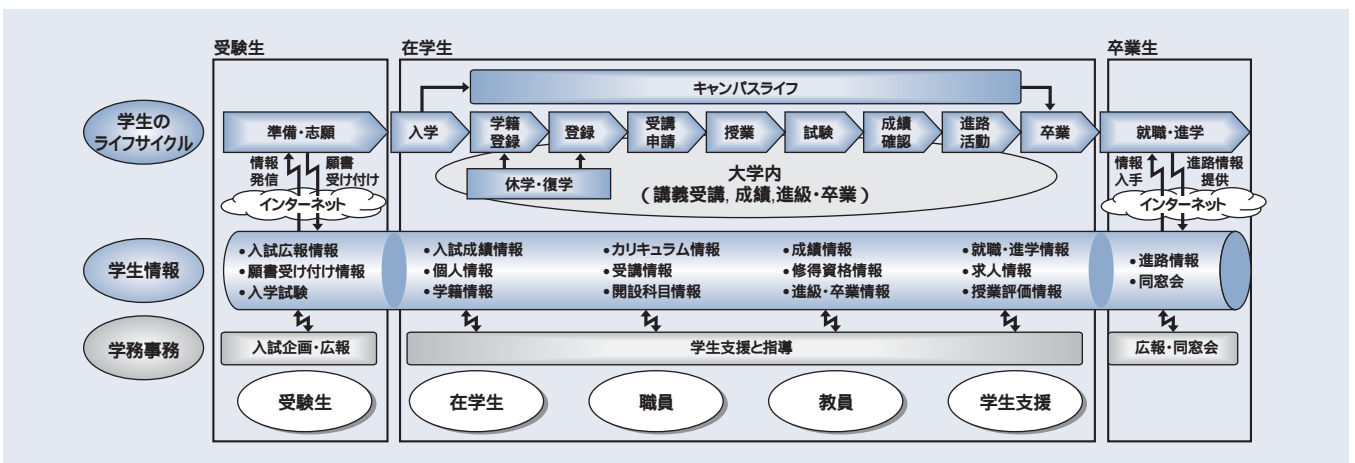 受験生
在学生
卒業生
学生の
ライフサイクル
キャンパスライフ
準備・志願
入学
学籍
登録
登録
受講
申請
授業
試験
成績
確認
進路
活動
卒業
就職・進学
情報
発信
願書
受け付け
インターネット
休学・復学
大学内
(講義受講, 成績,進級・卒業)
情報
入手
進路情報
提供
インターネット
学生情報
•入試広報情報
•願書受け付け情報
•入学試験
•入試成績情報
•個人情報
•学籍情報
•カリキュラム情報
•受講情報
•開設科目情報
•成績情報
•修得資格情報
•進級・卒業情報
•就職・進学情報
•求人情報
•授業評価情報
•進路情報
•同窓会
学務事務
入試企画・広報
学生支援と指導
広報・同窓会
受験生
在学生
職員
教員
学生支援